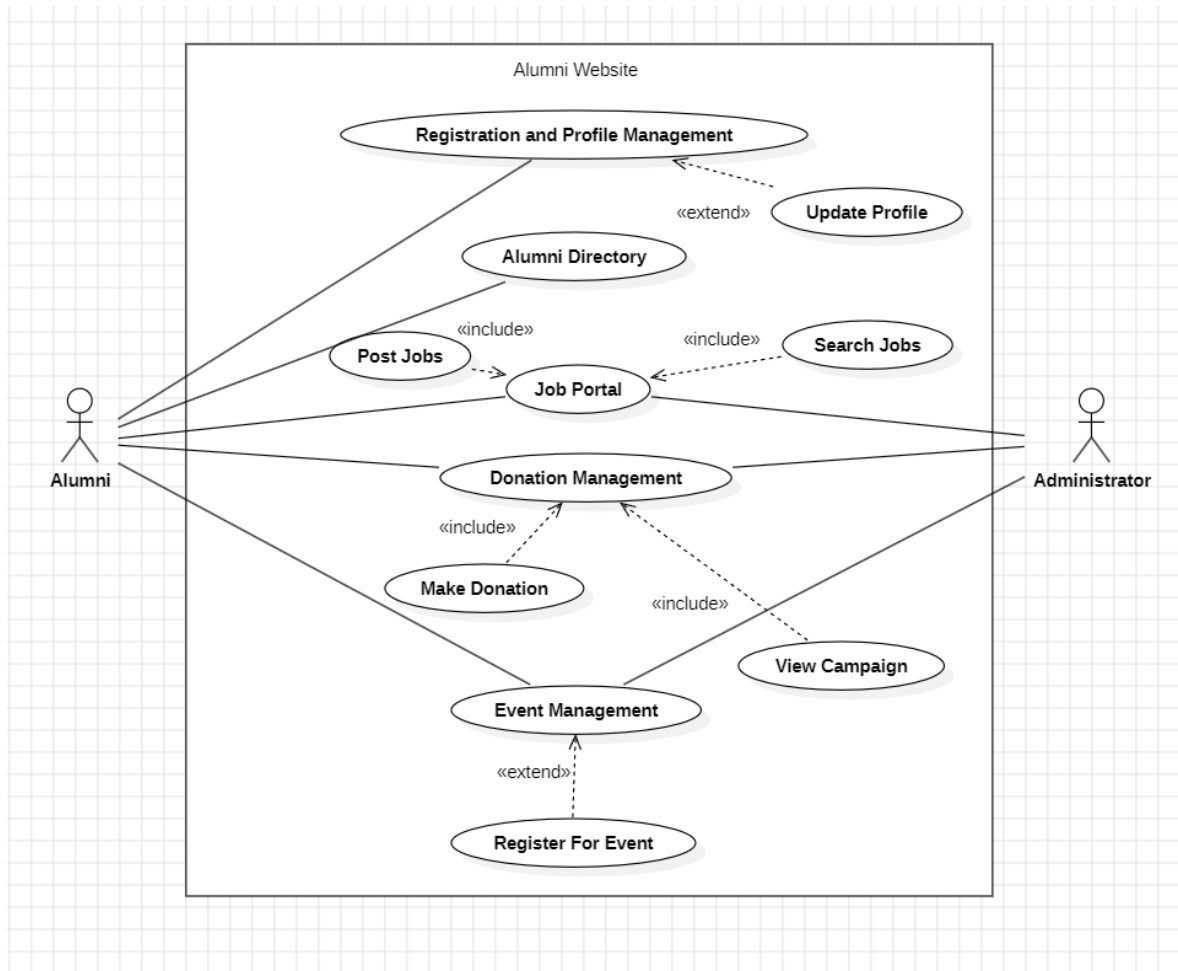 Alumni Website
Registration and Profile Management
«extend»
Update Profile
Alumni Directory
«include»
Post Jobs
«include»
Search Jobs
Job Portal
Alumni
Administrator
Donation Management
«include»
Make Donation
«include»
View Campaign
Event Management
«extend»
Register For Event